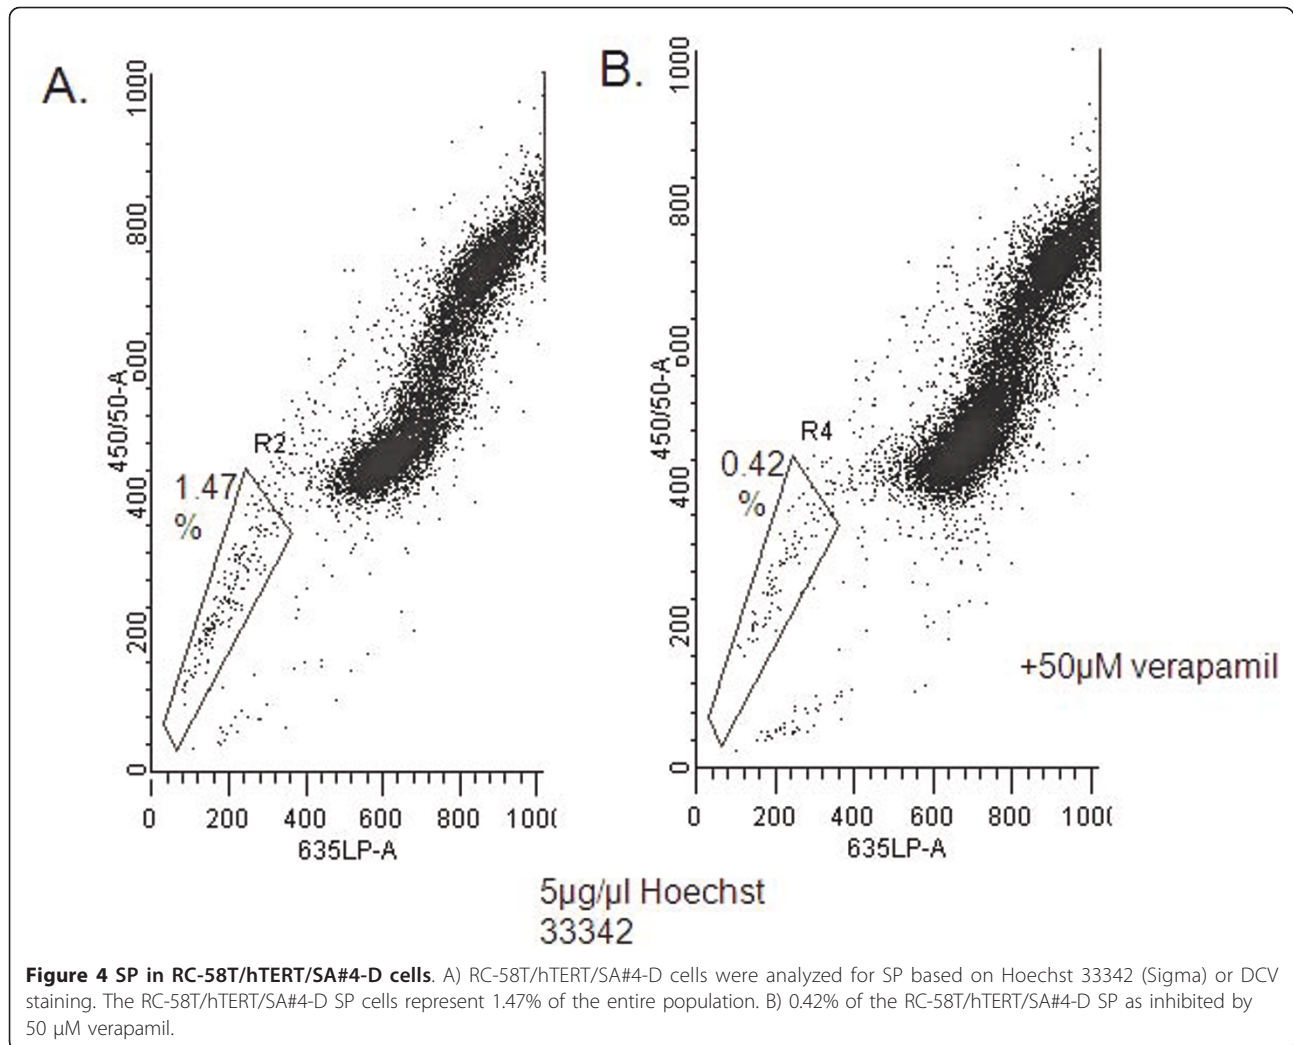 A.
B.
1000
800
600
400
200
0
450/50-A
R2
1.47
%
0 200 400 600 800 100(
635LP-A
1000
800
600
400
200
0
450/50-A
R4
0.42
%
0 200 400 600 800 100(
635LP-A
+50µM verapamil
5µg/µl Hoechst
33342
Figure 4 SP in RC-58T/hTERT/SA#4-D cells. A) RC-58T/hTERT/SA#4-D cells were analyzed for SP based on Hoechst 33342 (Sigma) or DCV
staining. The RC-58T/hTERT/SA#4-D SP cells represent 1.47% of the entire population. B) 0.42% of the RC-58T/hTERT/SA#4-D SP as inhibited by
50 µM verapamil.